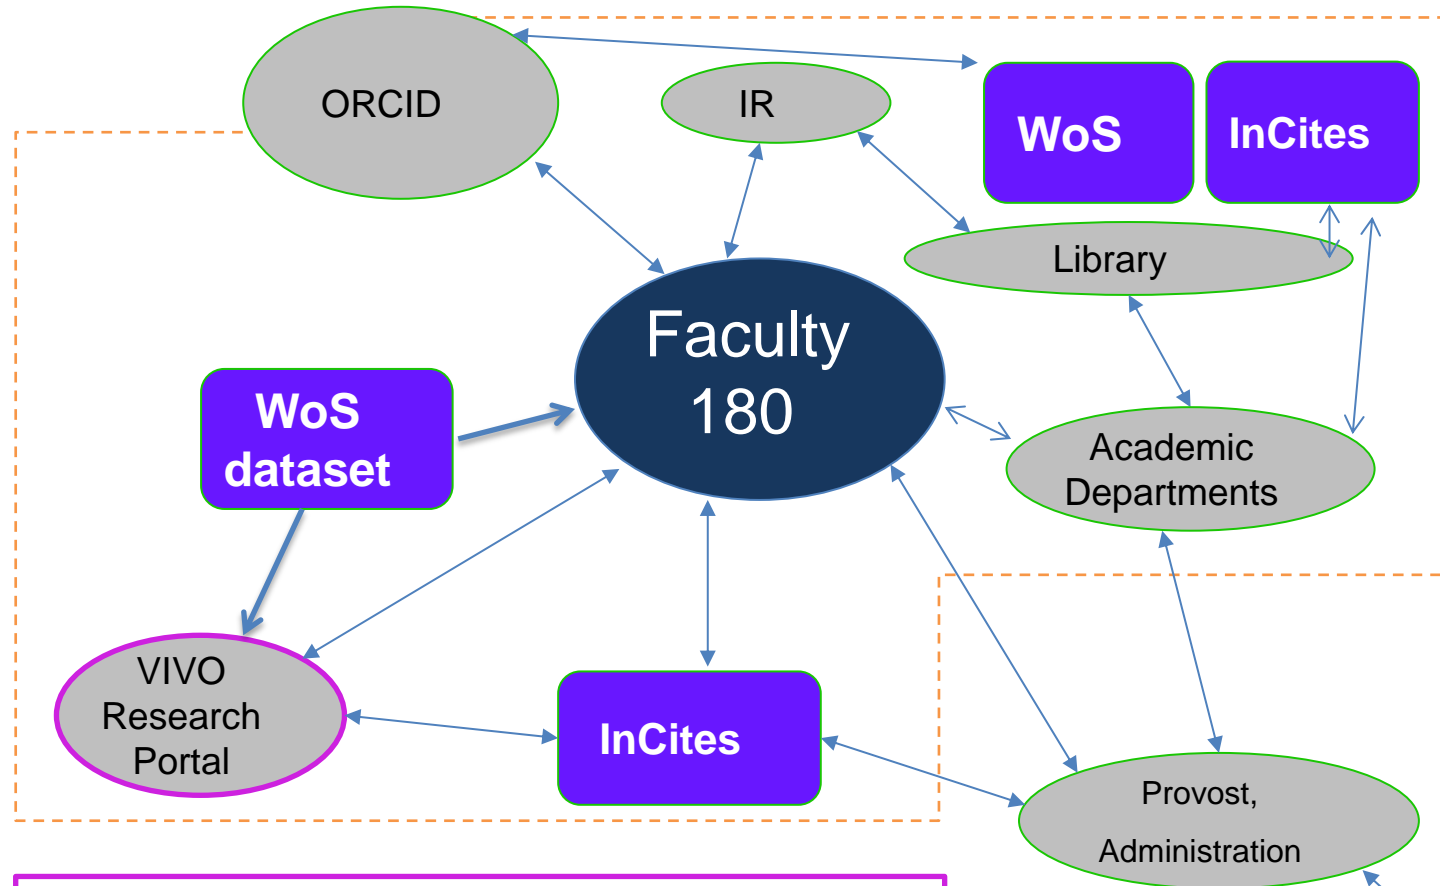 ORCID
IR
WoS
InCites
Library
Faculty
180
WoS
dataset
Academic
Departments
VIVO
Research
Portal
InCites
Provost,
Administration